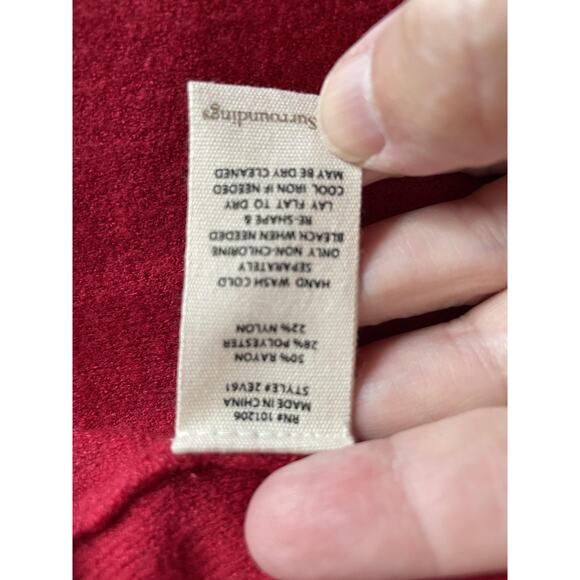 RN# 101206
MADE IN CHINA
STYLE# 2EV61
50% RAYON
28% POLYESTER
22% NYLON
HAND WASH COLD
SEPARATELY
ONLY NON-CHLORINE
BLEACH WHEN NEEDED
RE-SHAPE &
LAY FLAT TO DRY
COOL IRON IF NEEDED
MAY BE DRY CLEANED
Surroundings